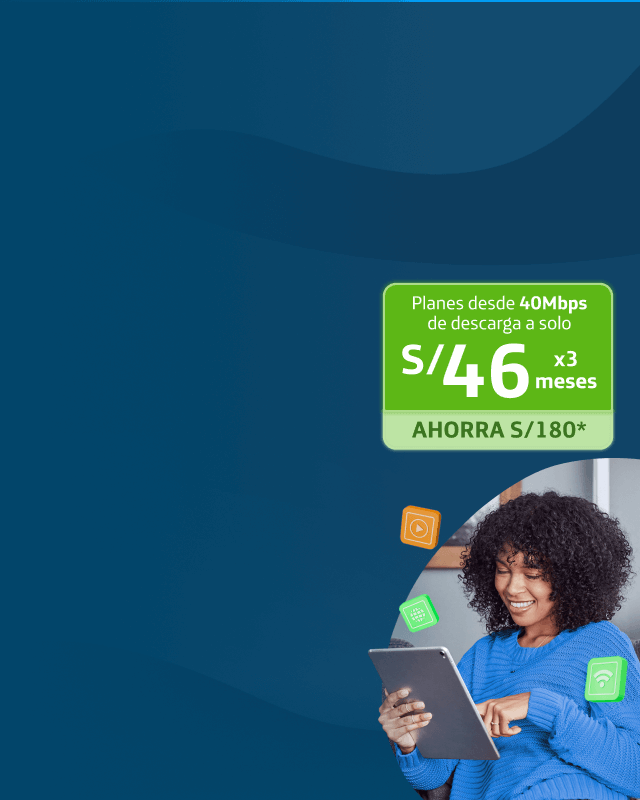 Planes desde 40Mbps
de descarga a solo
S/46 x3
meses
AHORRA S/180*